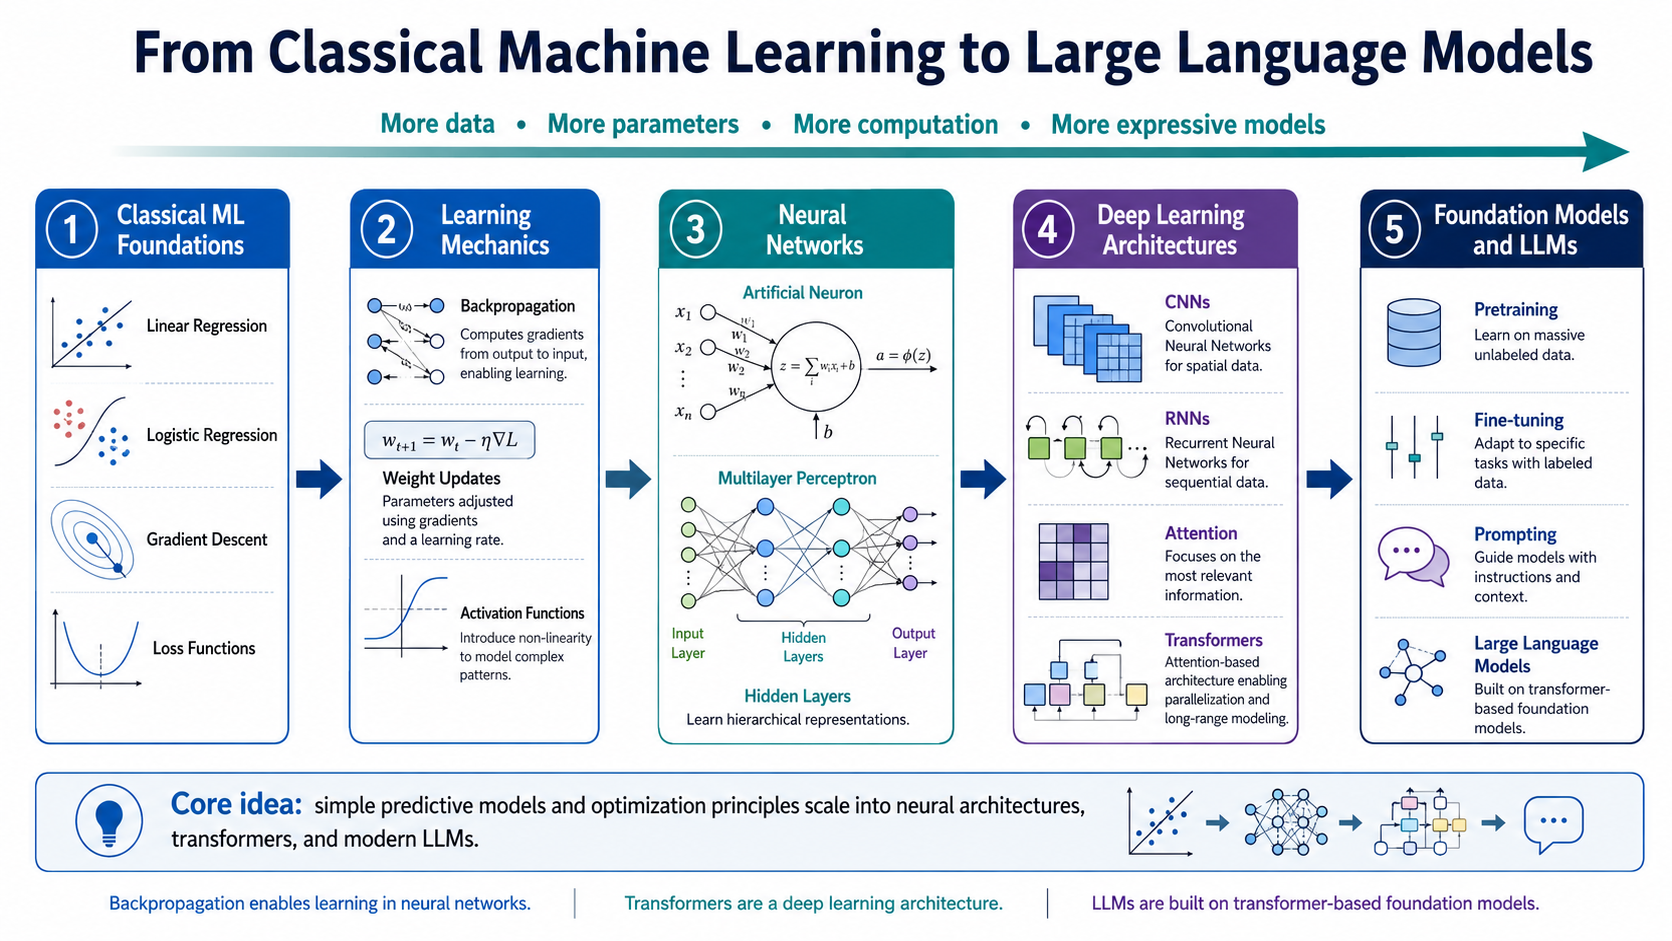 From Classical Machine Learning to Large Language Models
More data • More parameters • More computation • More expressive models
1
Classical ML
Foundations
Linear Regression
Logistic Regression
Gradient Descent
Loss Functions
2
Learning
Mechanics
Backpropagation
Computes gradients
from output to input,
enabling learning.
w_{t+1} = w_t − η∇L
Weight Updates
Parameters adjusted
using gradients
and a learning rate.
Activation Functions
Introduce non-linearity
to model complex
patterns.
3
Neural
Networks
Artificial Neuron
x_1
w_1
w_1
x_2
w_2
w_2
⋮
x_n
w_n
z = ∑_i w_i x_i + b
a = ϕ(z)
b
Multilayer Perceptron
Input
Layer
Hidden
Layers
Output
Layer
Hidden Layers
Learn hierarchical representations.
4
Deep Learning
Architectures
CNNs
Convolutional
Neural Networks
for spatial data.
RNNs
Recurrent Neural
Networks for
sequential data.
Attention
Focuses on the
most relevant
information.
Transformers
Attention-based
architecture enabling
parallelization and
long-range modeling.
5
Foundation Models
and LLMs
Pretraining
Learn on massive
unlabeled data.
Fine-tuning
Adapt to specific
tasks with labeled
data.
Prompting
Guide models with
instructions and
context.
Large Language
Models
Built on transformer-
based foundation
models.
Core idea: simple predictive models and optimization principles scale into neural architectures,
transformers, and modern LLMs.
Backpropagation enables learning in neural networks.
Transformers are a deep learning architecture.
LLMs are built on transformer-based foundation models.